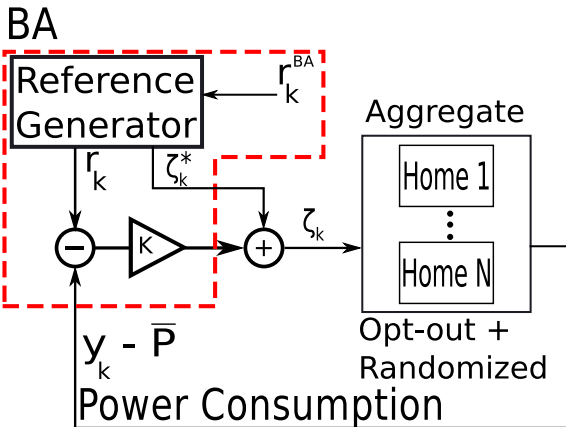 BA
Reference
Generator
r_k^BA
Aggregate
r_k
ζ_k^*
Home 1
K
−
+
ζ_k
⋮
Home N
y_k - P̅
Opt-out +
Randomized
Power Consumption